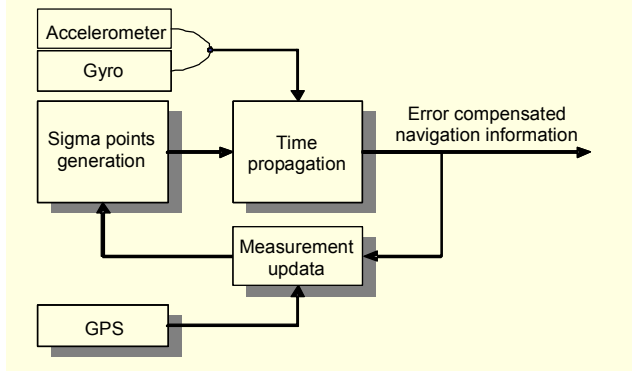 Accelerometer
Gyro
Sigma points
generation
Time
propagation
Error compensated
navigation information
Measurement
updata
GPS